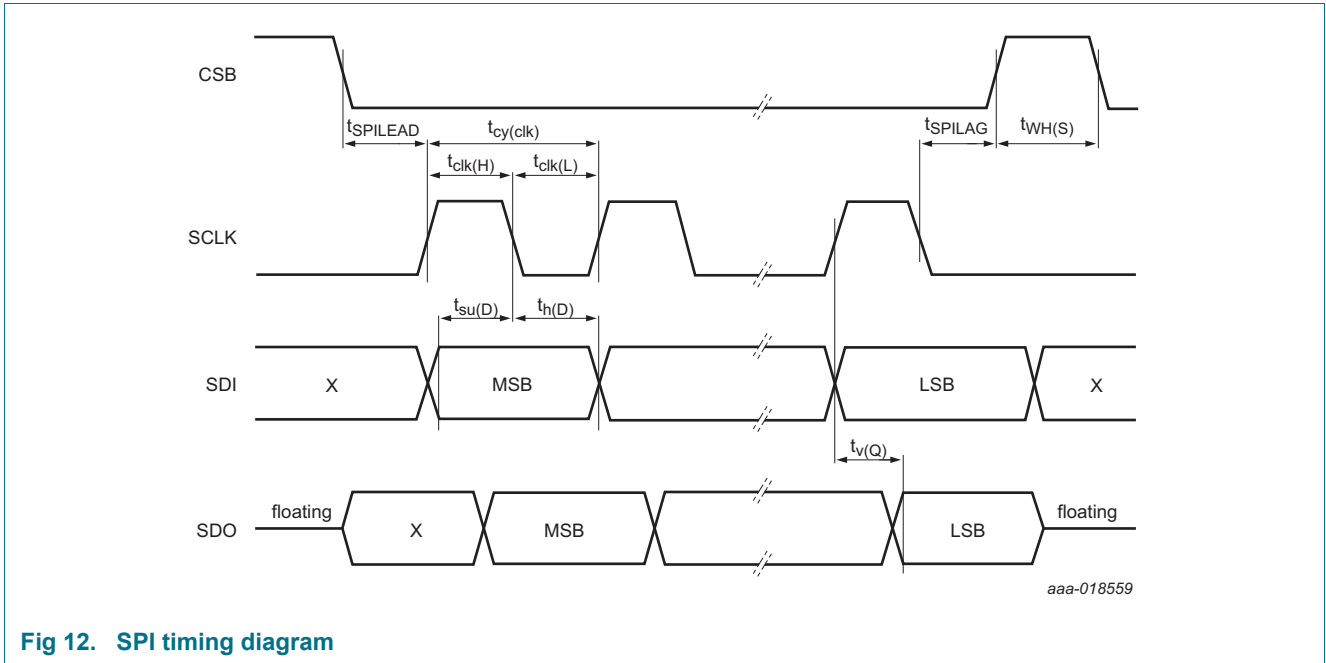 CSB
tSPILEAD
tcy(clk)
tSPILAG
tWH(S)
tclk(H)
tclk(L)
SCLK
tsu(D)
th(D)
SDI
X
MSB
LSB
X
tv(Q)
SDO
floating
X
MSB
LSB
floating
aaa-018559
Fig 12. SPI timing diagram